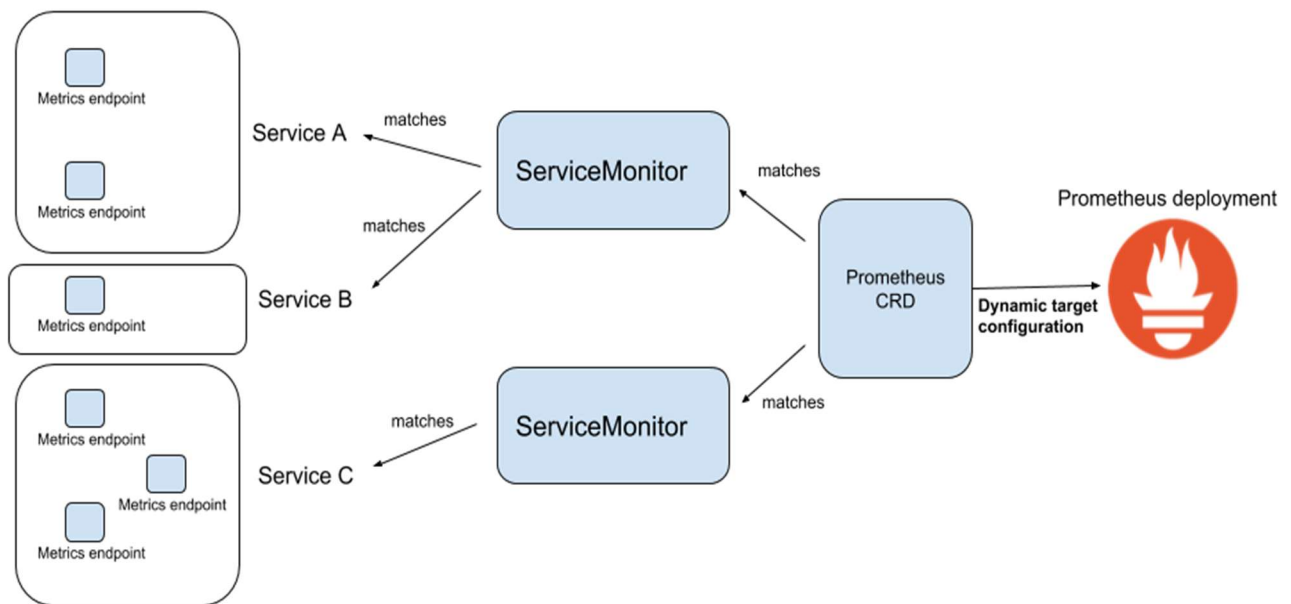 Metrics endpoint
Metrics endpoint
Service A
Metrics endpoint
Service B
Metrics endpoint
Metrics endpoint
Metrics endpoint
Service C
matches
matches
matches
ServiceMonitor
ServiceMonitor
matches
matches
Prometheus
CRD
Dynamic target
configuration
Prometheus deployment